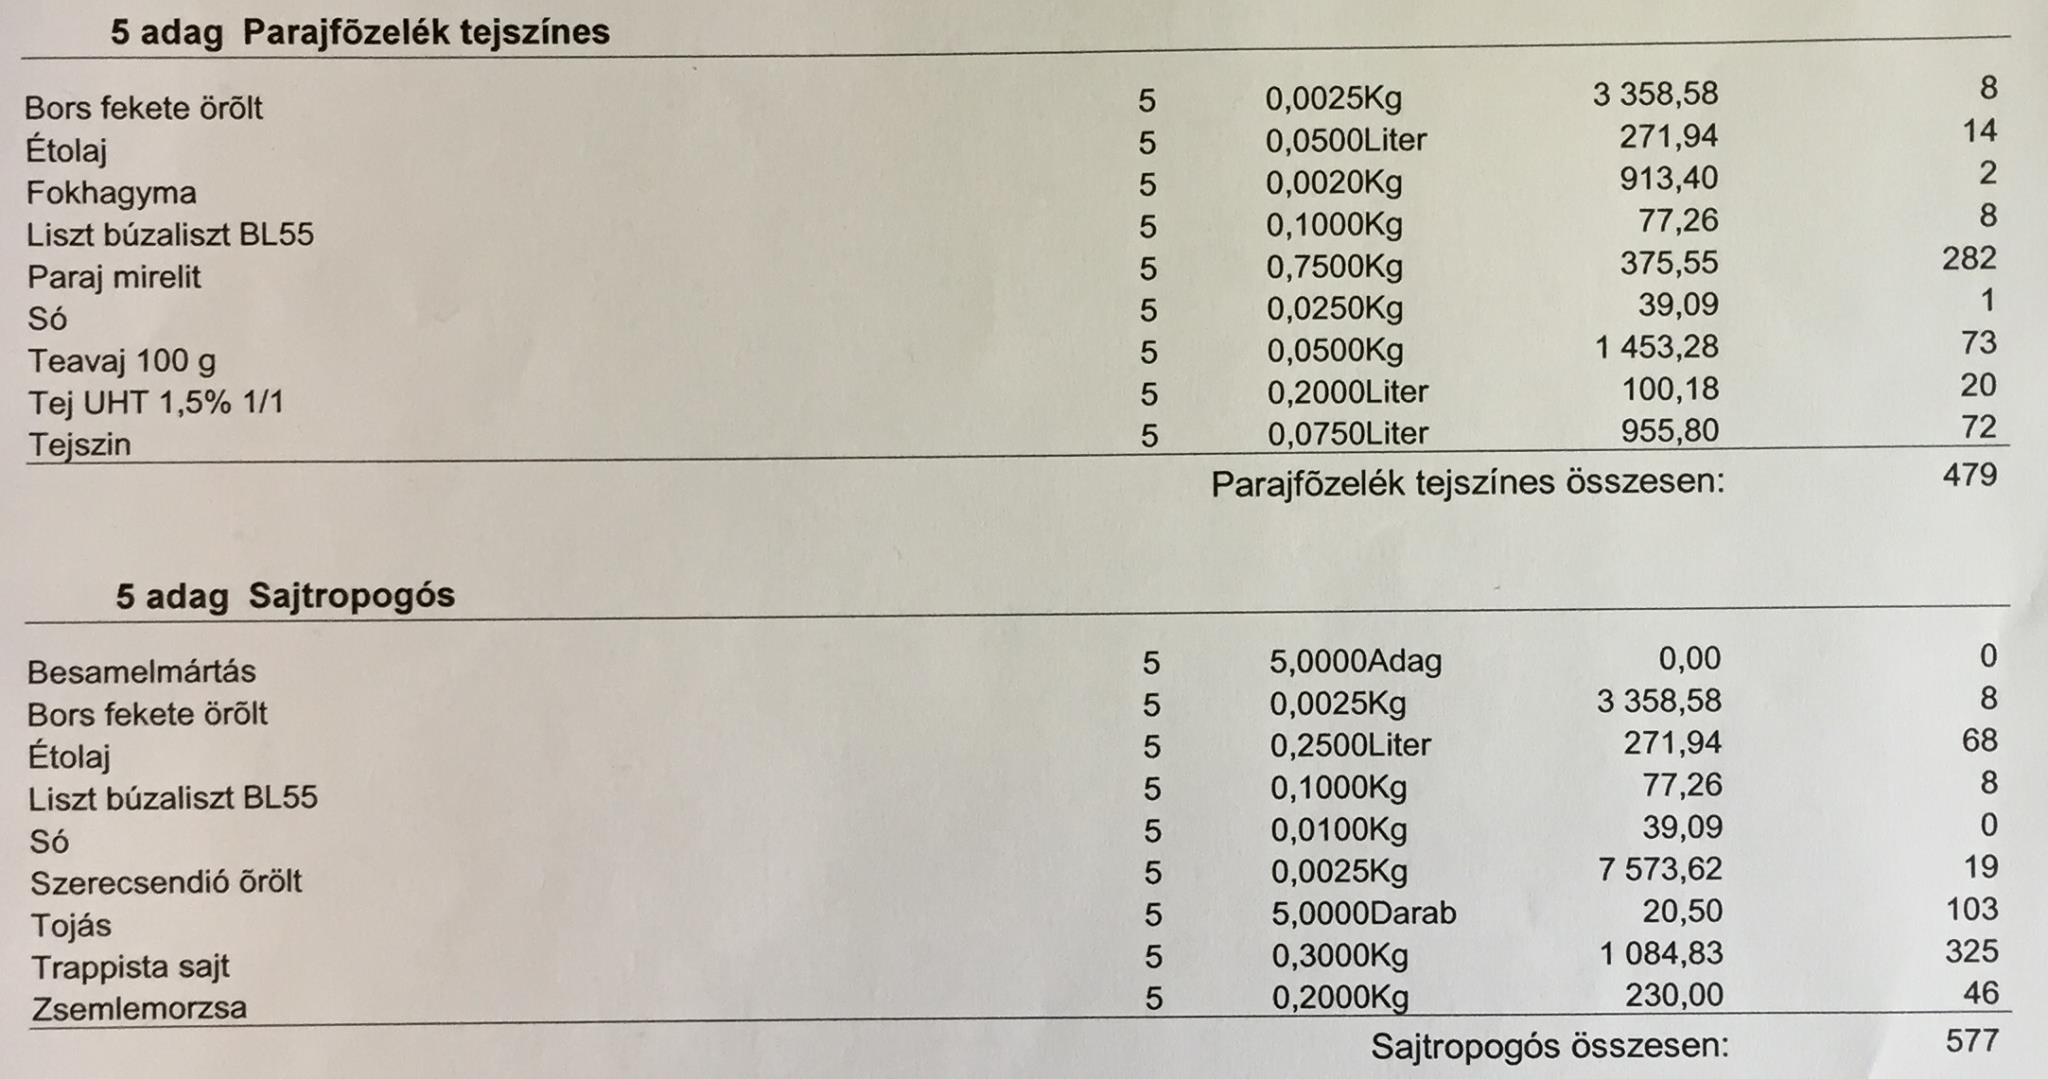 5 adag Parajfõzelék tejszínes
Bors fekete örõlt 5 0,0025Kg 3 358,58 8
Étolaj 5 0,0500Liter 271,94 14
Fokhagyma 5 0,0020Kg 913,40 2
Liszt búzaliszt BL55 5 0,1000Kg 77,26 8
Paraj mirelit 5 0,7500Kg 375,55 282
Só 5 0,0250Kg 39,09 1
Teavaj 100 g 5 0,0500Kg 1 453,28 73
Tej UHT 1,5% 1/1 5 0,2000Liter 100,18 20
Tejszin 5 0,0750Liter 955,80 72
Parajfõzelék tejszínes összesen: 479
5 adag Sajtropogós
Besamelmártás 5 5,0000Adag 0,00 0
Bors fekete örõlt 5 0,0025Kg 3 358,58 8
Étolaj 5 0,2500Liter 271,94 68
Liszt búzaliszt BL55 5 0,1000Kg 77,26 8
Só 5 0,0100Kg 39,09 0
Szerecsendió õrölt 5 0,0025Kg 7 573,62 19
Tojás 5 5,0000Darab 20,50 103
Trappista sajt 5 0,3000Kg 1 084,83 325
Zsemlemorzsa 5 0,2000Kg 230,00 46
Sajtropogós összesen: 577